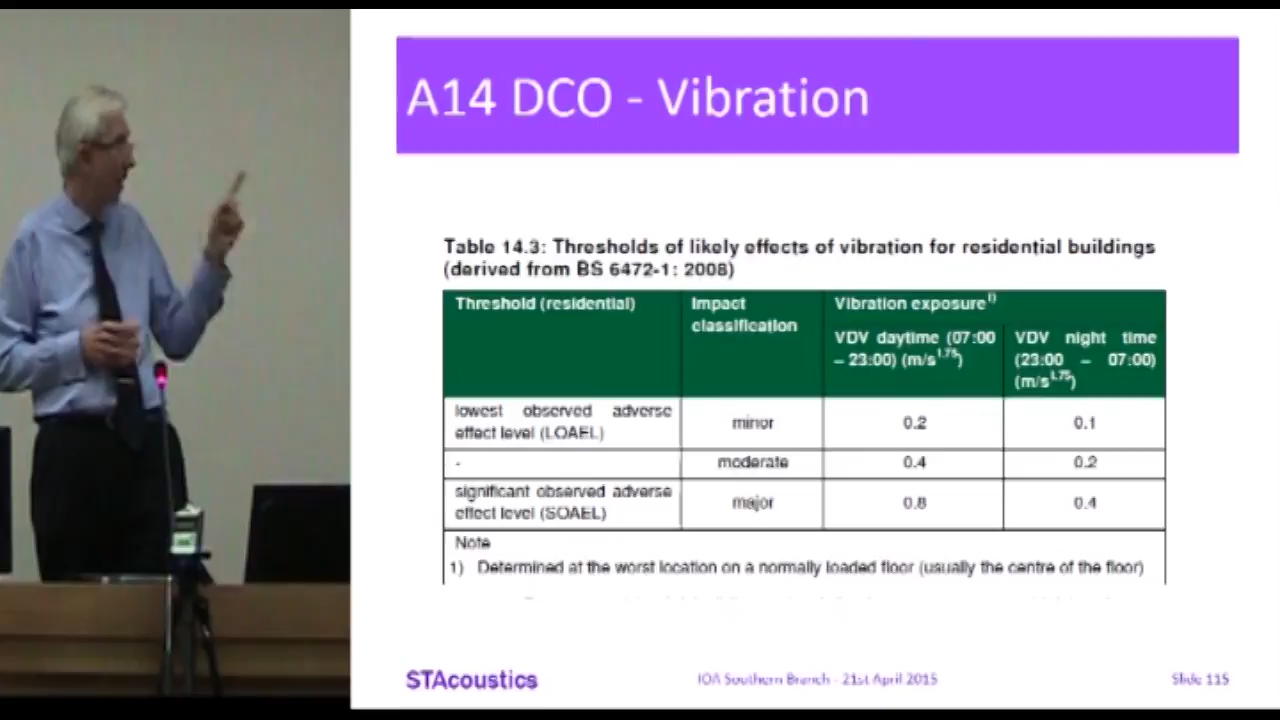 A14 DCO - Vibration
Table 14.3: Thresholds of likely effects of vibration for residential buildings
(derived from BS 6472-1: 2008)
Threshold (residential)
Impact
classification
Vibration exposure1)
VDV daytime (07:00
– 23:00) (m/s1.75)
VDV night time
(23:00 – 07:00)
(m/s1.75)
lowest observed adverse
effect level (LOAEL)
minor
0.2
0.1
-
moderate
0.4
0.2
significant observed adverse
effect level (SOAEL)
major
0.8
0.4
Note
1) Determined at the worst location on a normally loaded floor (usually the centre of the floor)
STAcoustics
IOA Southern Branch - 21st April 2015
Slide 115